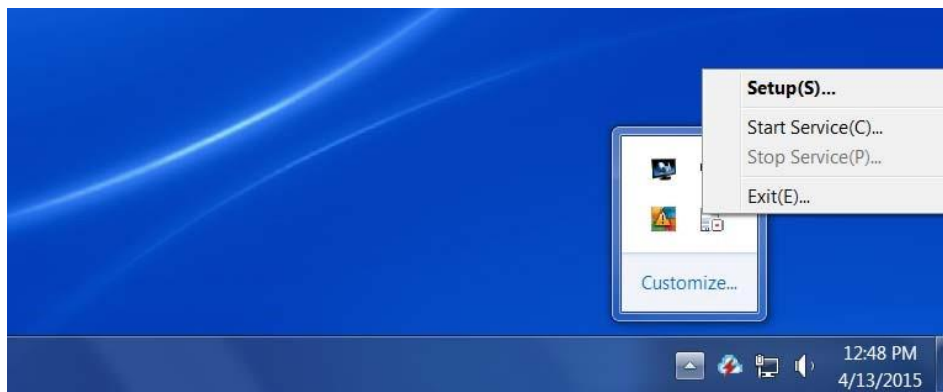 Setup(S)...
Start Service(C)...
Stop Service(P)...
Exit(E)...
Customize...
12:48 PM
4/13/2015